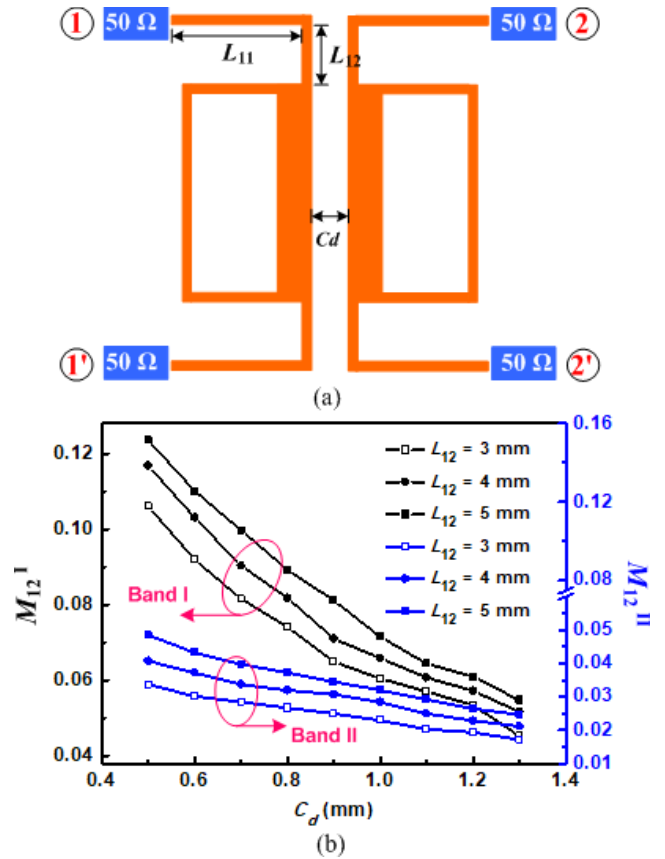 1 50 Ω 50 Ω 2
L11 L12
Cd
1' 50 Ω 50 Ω 2'
(a)
0.12
0.10
0.08
0.06
0.04
M12 I
0.16
0.12
0.08
0.05
0.04
0.03
0.02
0.01
M12 II
L12 = 3 mm
L12 = 4 mm
L12 = 5 mm
L12 = 3 mm
L12 = 4 mm
L12 = 5 mm
Band I
Band II
0.4 0.6 0.8 1.0 1.2 1.4
Cd (mm)
(b)